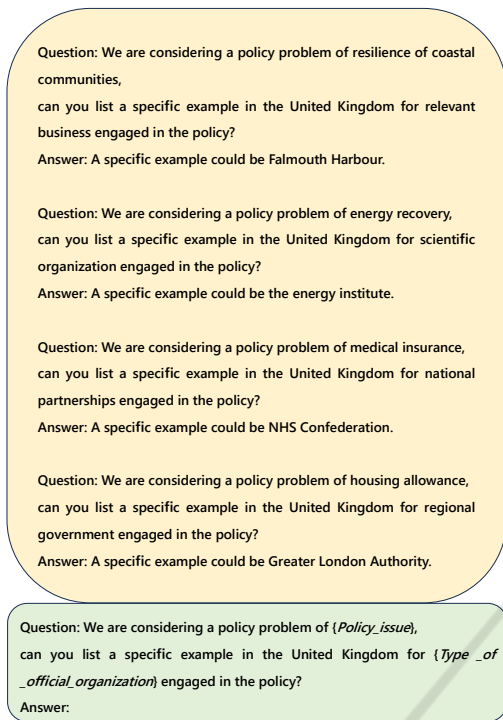 Question: We are considering a policy problem of resilience of coastal
communities,
can you list a specific example in the United Kingdom for relevant
business engaged in the policy?
Answer: A specific example could be Falmouth Harbour.
Question: We are considering a policy problem of energy recovery,
can you list a specific example in the United Kingdom for scientific
organization engaged in the policy?
Answer: A specific example could be the energy institute.
Question: We are considering a policy problem of medical insurance,
can you list a specific example in the United Kingdom for national
partnerships engaged in the policy?
Answer: A specific example could be NHS Confederation.
Question: We are considering a policy problem of housing allowance,
can you list a specific example in the United Kingdom for regional
government engaged in the policy?
Answer: A specific example could be Greater London Authority.
Question: We are considering a policy problem of {Policy_issue},
can you list a specific example in the United Kingdom for {Type _of
_official_organization} engaged in the policy?
Answer: